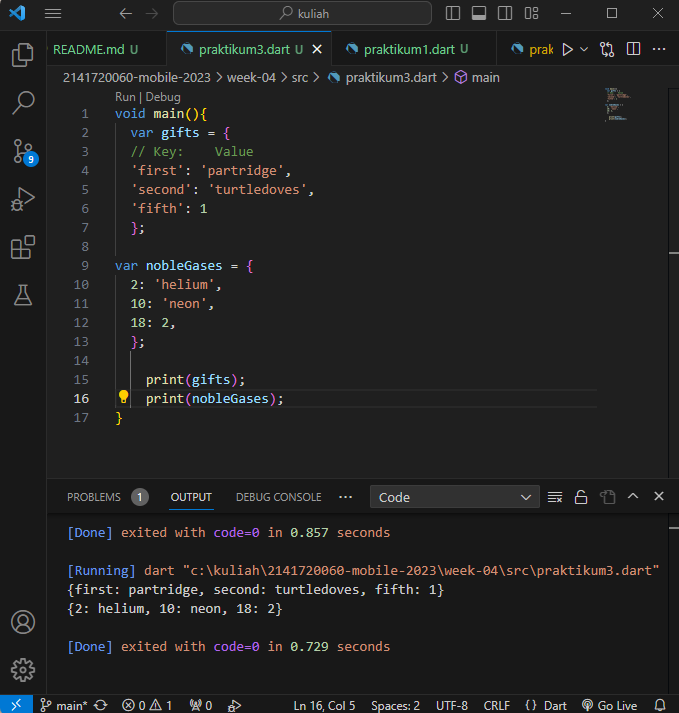 kuliah
README.md U praktikum3.dart U praktikum1.dart U prak
2141720060-mobile-2023 > week-04 > src > praktikum3.dart > main
Run | Debug
1 void main(){
2 var gifts = {
3 // Key: Value
4 'first': 'partridge',
5 'second': 'turtledoves',
6 'fifth': 1
7 };
8
9 var nobleGases = {
10 2: 'helium',
11 10: 'neon',
12 18: 2,
13 };
14
15 print(gifts);
16 print(nobleGases);
17 }
9
PROBLEMS 1 OUTPUT DEBUG CONSOLE ... Code
[Done] exited with code=0 in 0.857 seconds
[Running] dart "c:\kuliah\2141720060-mobile-2023\week-04\src\praktikum3.dart"
{first: partridge, second: turtledoves, fifth: 1}
{2: helium, 10: neon, 18: 2}
[Done] exited with code=0 in 0.729 seconds
main* 0 1 0 Ln 16, Col 5 Spaces: 2 UTF-8 CRLF {} Dart Go Live